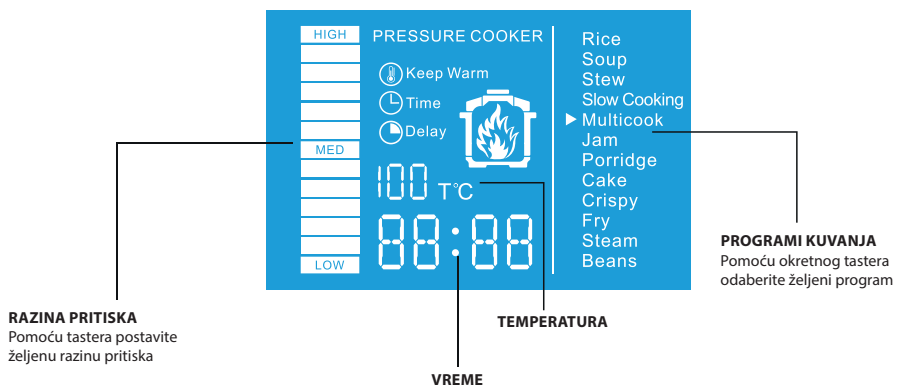 HIGH
MED
LOW
PRESSURE COOKER
Keep Warm
Time
Delay
100 T°C
88:88
Rice
Soup
Stew
Slow Cooking
Multicook
Jam
Porridge
Cake
Crispy
Fry
Steam
Beans
RAZINA PRITISKA
Pomoću tastera postavite
željenu razinu pritiska
VREME
TEMPERATURA
PROGRAMI KUVANJA
Pomoću okretnog tastera
odaberite željeni program